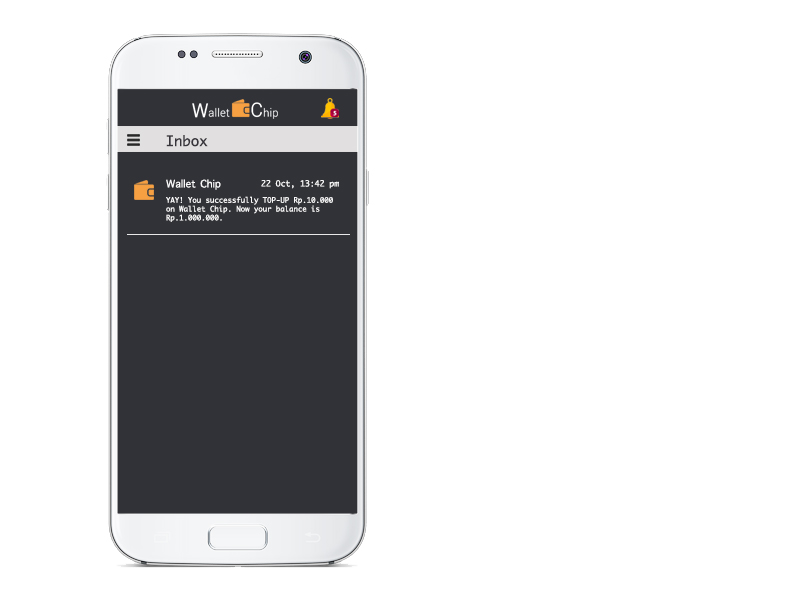 Wallet Chip
5
Inbox
Wallet Chip 22 Oct, 13:42 pm
YAY! You successfully TOP-UP Rp.10.000
on Wallet Chip. Now your balance is
Rp.1.000.000.